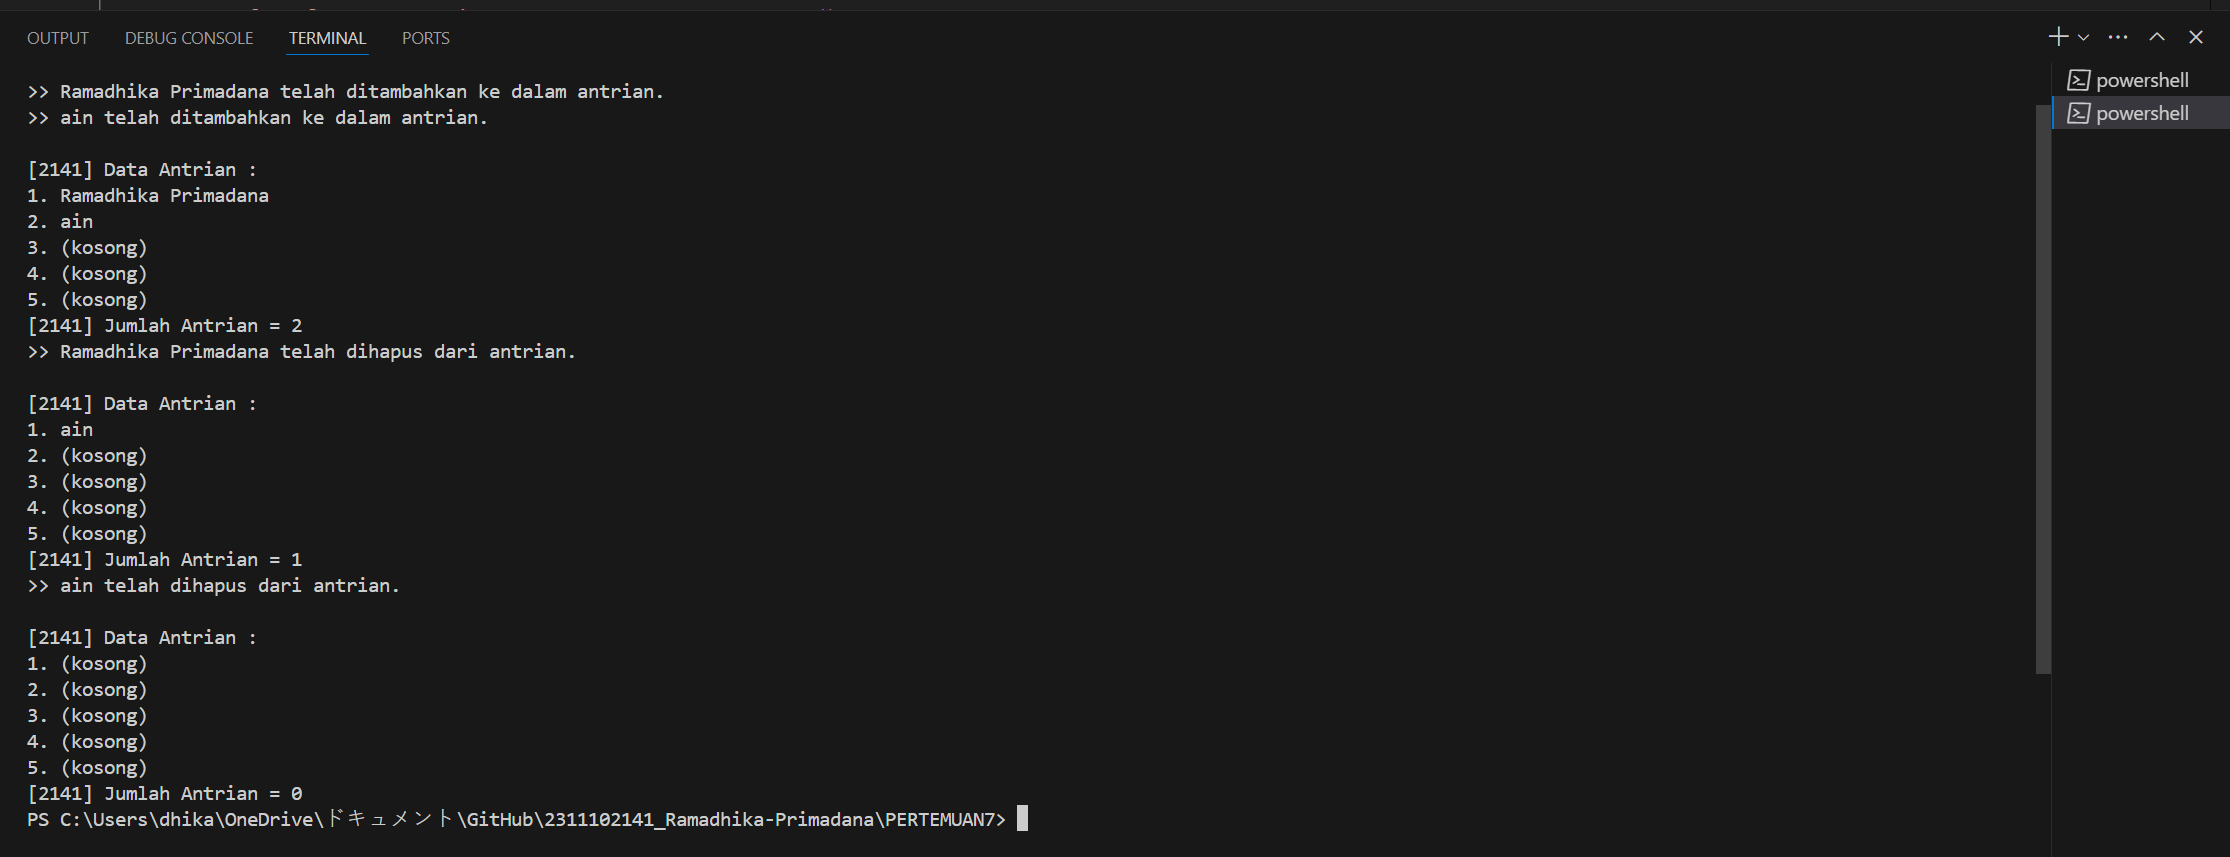 OUTPUT DEBUG CONSOLE TERMINAL PORTS
powershell
powershell
>> Ramadhika Primadana telah ditambahkan ke dalam antrian.
>> ain telah ditambahkan ke dalam antrian.
[2141] Data Antrian :
1. Ramadhika Primadana
2. ain
3. (kosong)
4. (kosong)
5. (kosong)
[2141] Jumlah Antrian = 2
>> Ramadhika Primadana telah dihapus dari antrian.
[2141] Data Antrian :
1. ain
2. (kosong)
3. (kosong)
4. (kosong)
5. (kosong)
[2141] Jumlah Antrian = 1
>> ain telah dihapus dari antrian.
[2141] Data Antrian :
1. (kosong)
2. (kosong)
3. (kosong)
4. (kosong)
5. (kosong)
[2141] Jumlah Antrian = 0
PS C:\Users\dhika\OneDrive\ドキュメント\GitHub\2311102141_Ramadhika-Primadana\PERTEMUAN7>